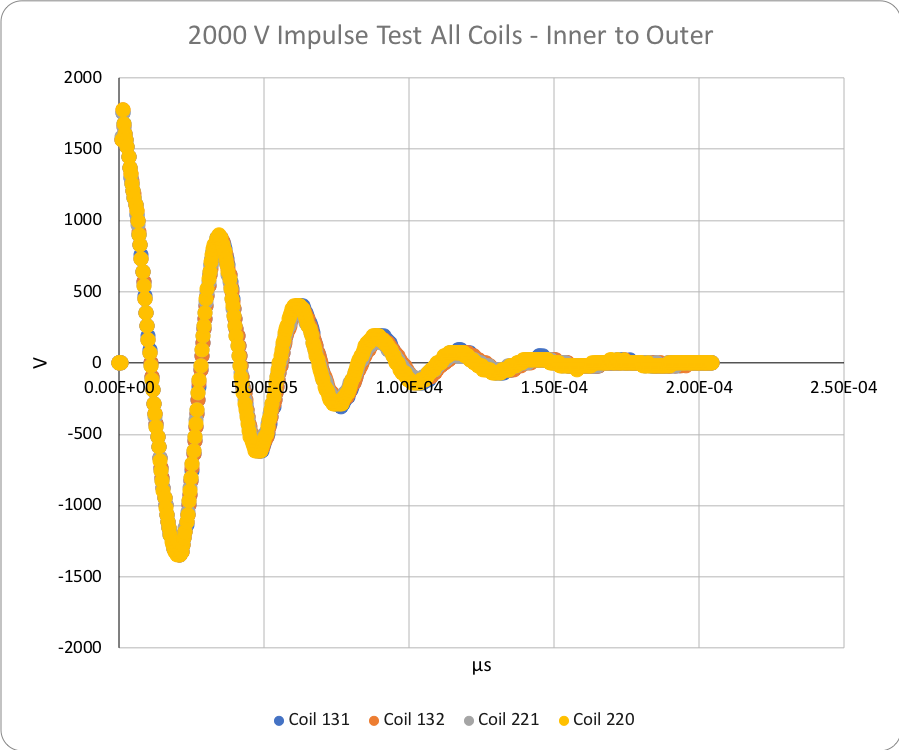 2000 V Impulse Test All Coils - Inner to Outer
2000
1500
1000
500
0
-500
-1000
-1500
-2000
V
0.00E+00 5.00E-05 1.00E-04 1.50E-04 2.00E-04 2.50E-04
µs
Coil 131 Coil 132 Coil 221 Coil 220